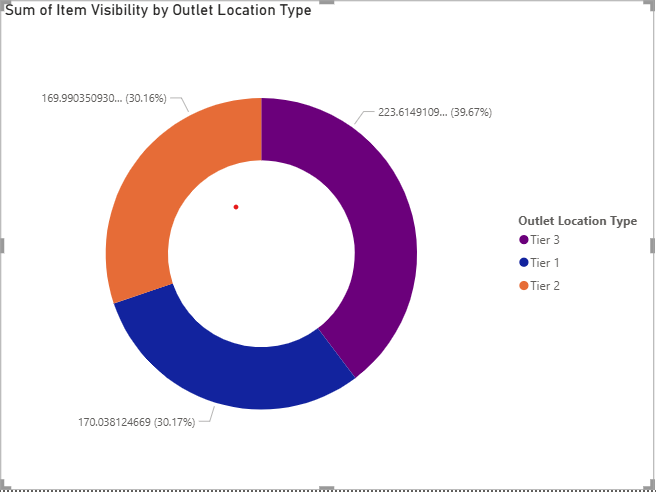 Sum of Item Visibility by Outlet Location Type
169.990350930... (30.16%)
223.6149109... (39.67%)
Outlet Location Type
Tier 3
Tier 1
Tier 2
170.038124669 (30.17%)